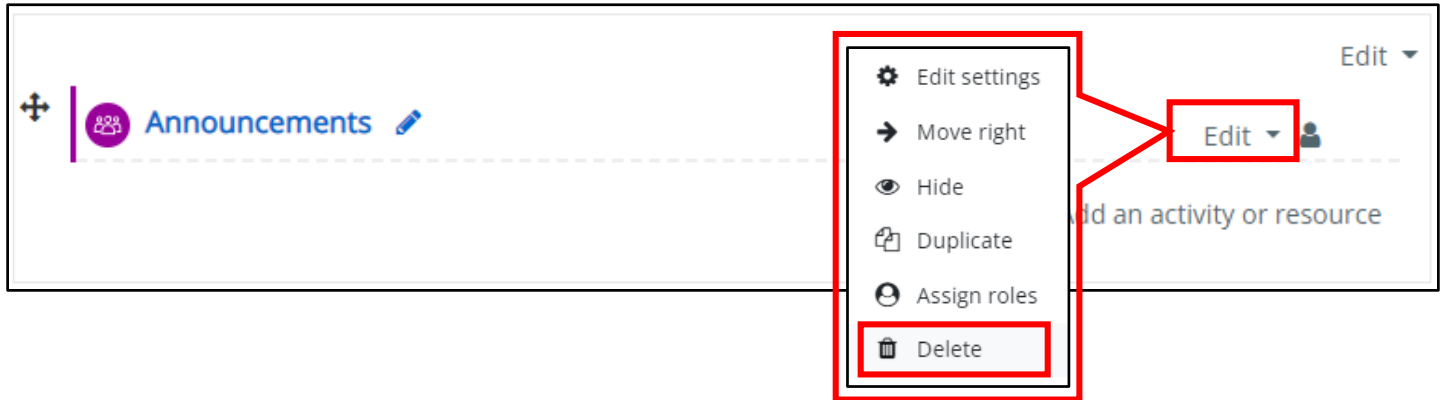 Edit
Announcements
Edit
Add an activity or resource
Edit settings
Move right
Hide
Duplicate
Assign roles
Delete